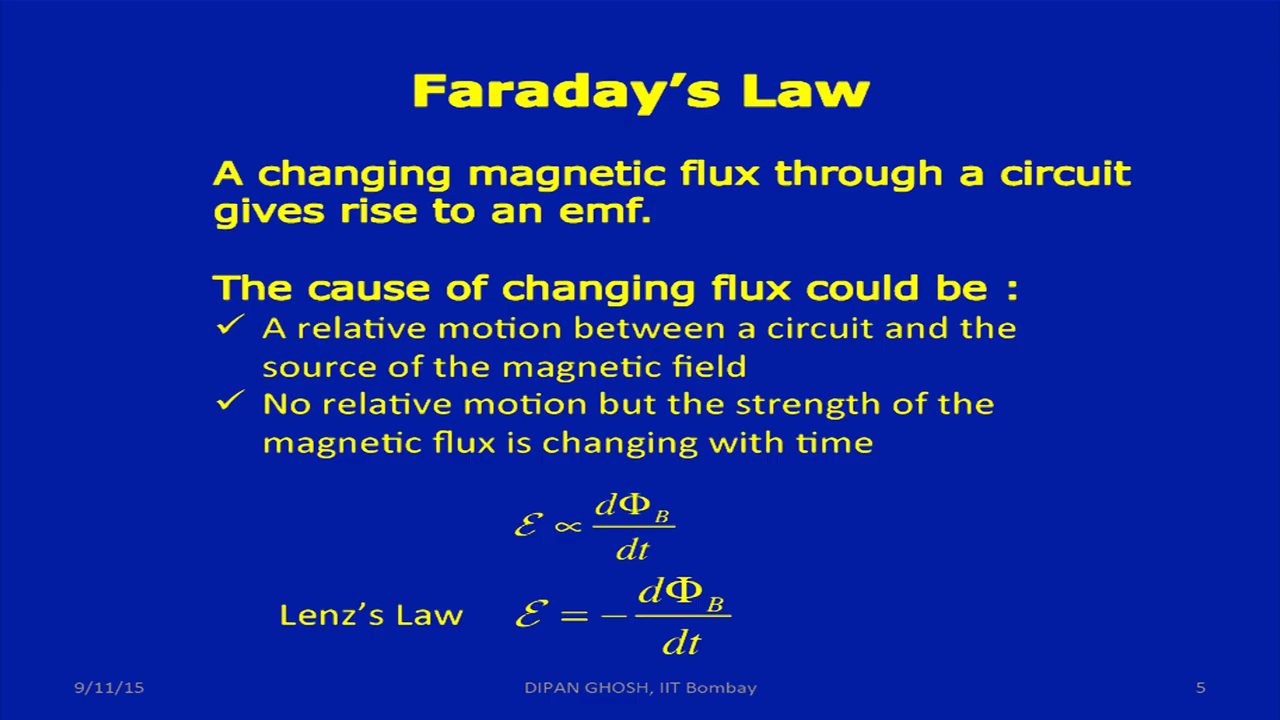 Faraday’s Law
A changing magnetic flux through a circuit
gives rise to an emf.
The cause of changing flux could be :
✓ A relative motion between a circuit and the
source of the magnetic field
✓ No relative motion but the strength of the
magnetic flux is changing with time
ℰ ∝ dΦ_B/dt
Lenz’s Law ℰ = − dΦ_B/dt
9/11/15 DIPAN GHOSH, IIT Bombay 5